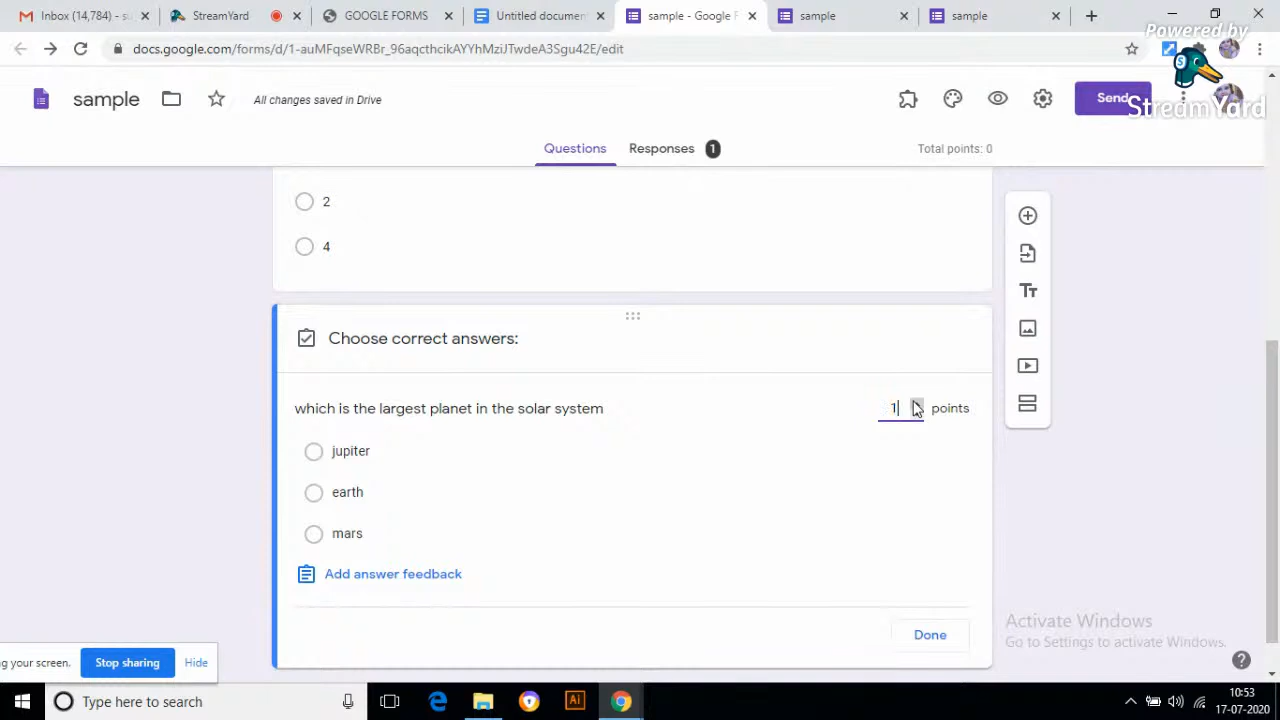 Inbox (14,784) - su
StreamYard
GOOGLE FORMS
Untitled documen
sample - Google F
sample
sample
Powered by
StreamYard
docs.google.com/forms/d/1-auMFqseWRBr_96aqcthcikAYYhMziJTwdeA3Sgu42E/edit
sample
All changes saved in Drive
Send
Questions
Responses
1
Total points: 0
2
4
Choose correct answers:
which is the largest planet in the solar system
1
points
jupiter
earth
mars
Add answer feedback
Done
Activate Windows
Go to Settings to activate Windows.
g your screen.
Stop sharing
Hide
Type here to search
Ai
10:53
17-07-2020